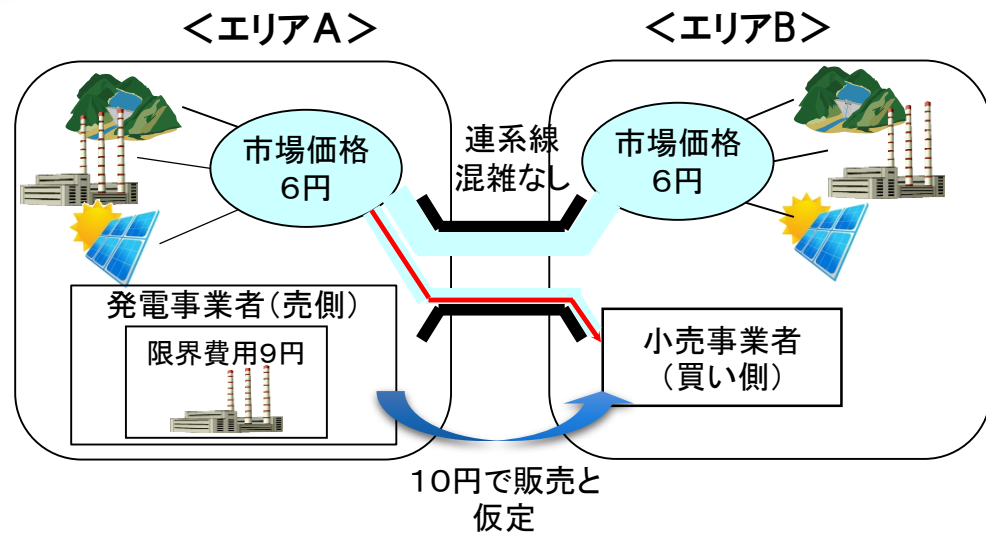 <エリアA>
<エリアB>
市場価格
6円
連系線
混雑なし
市場価格
6円
発電事業者(売側)
限界費用9円
小売事業者
(買い側)
10円で販売と
仮定